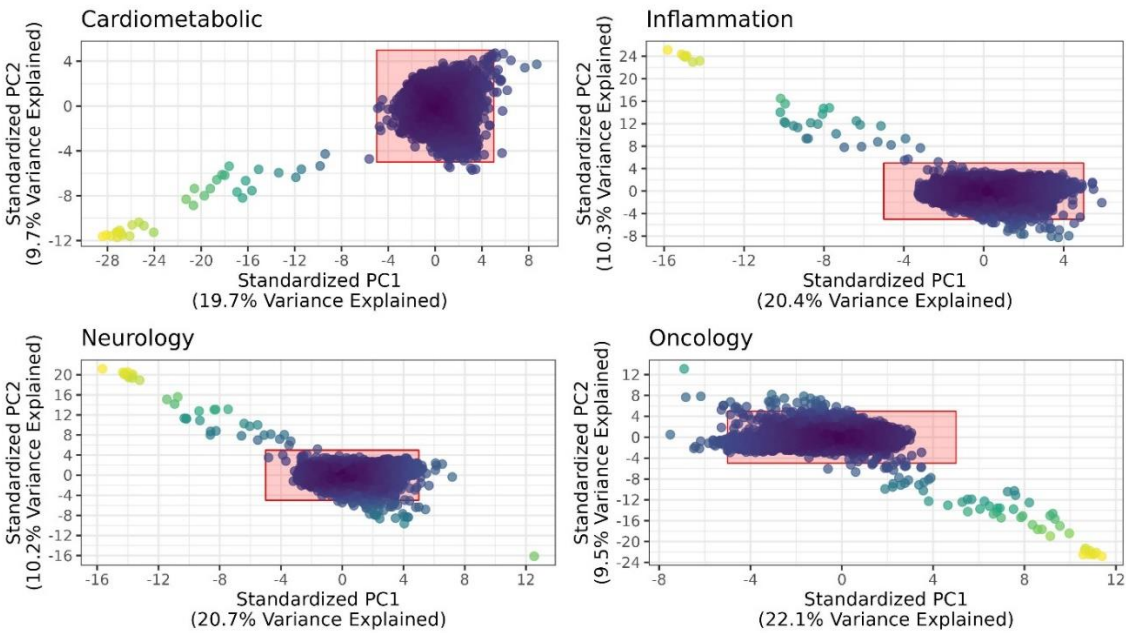 Cardiometabolic
Standardized PC2
(9.7% Variance Explained)
4
0
-4
-8
-12
-28 -24 -20 -16 -12 -8 -4 0 4 8
Standardized PC1
(19.7% Variance Explained)
Inflammation
Standardized PC2
(10.3% Variance Explained)
24
20
16
12
8
4
0
-4
-8
-16 -12 -8 -4 0 4
Standardized PC1
(20.4% Variance Explained)
Neurology
Standardized PC2
(10.2% Variance Explained)
20
16
12
8
4
0
-4
-8
-12
-16
-16 -12 -8 -4 0 4 8 12
Standardized PC1
(20.7% Variance Explained)
Oncology
Standardized PC2
(9.5% Variance Explained)
12
8
4
0
-4
-8
-12
-16
-20
-24
-8 -4 0 4 8 12
Standardized PC1
(22.1% Variance Explained)